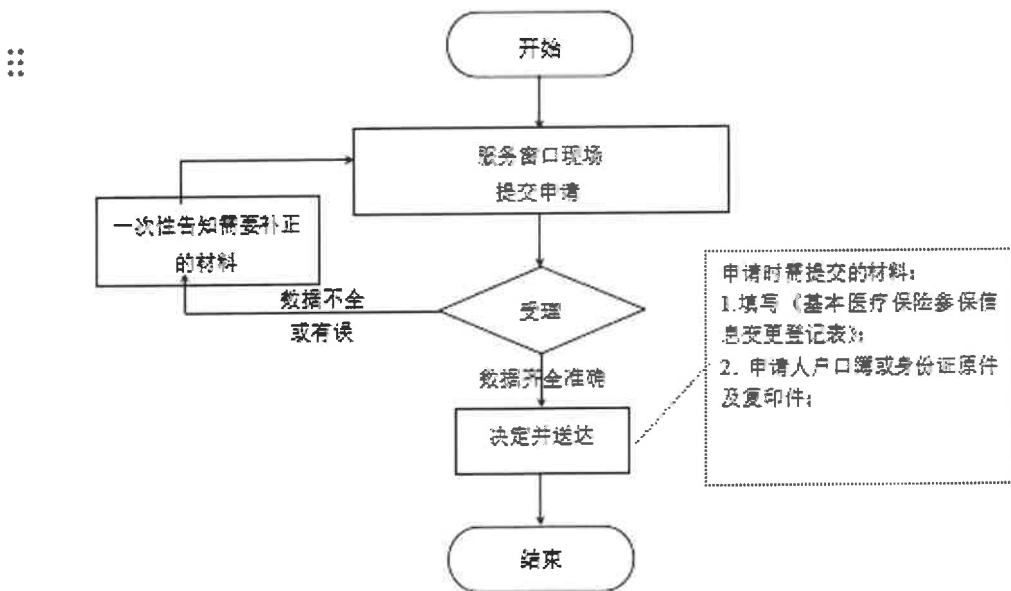 开始
服务窗口现场
提交申请
一次性告知需要补正
的材料
数据不全
或有误
受理
数据齐全准确
决定并送达
结束
申请时需提交的材料：
1.填写《基本医疗保险参保信
息变更登记表》；
2. 申请人户口簿或身份证原件
及复印件；